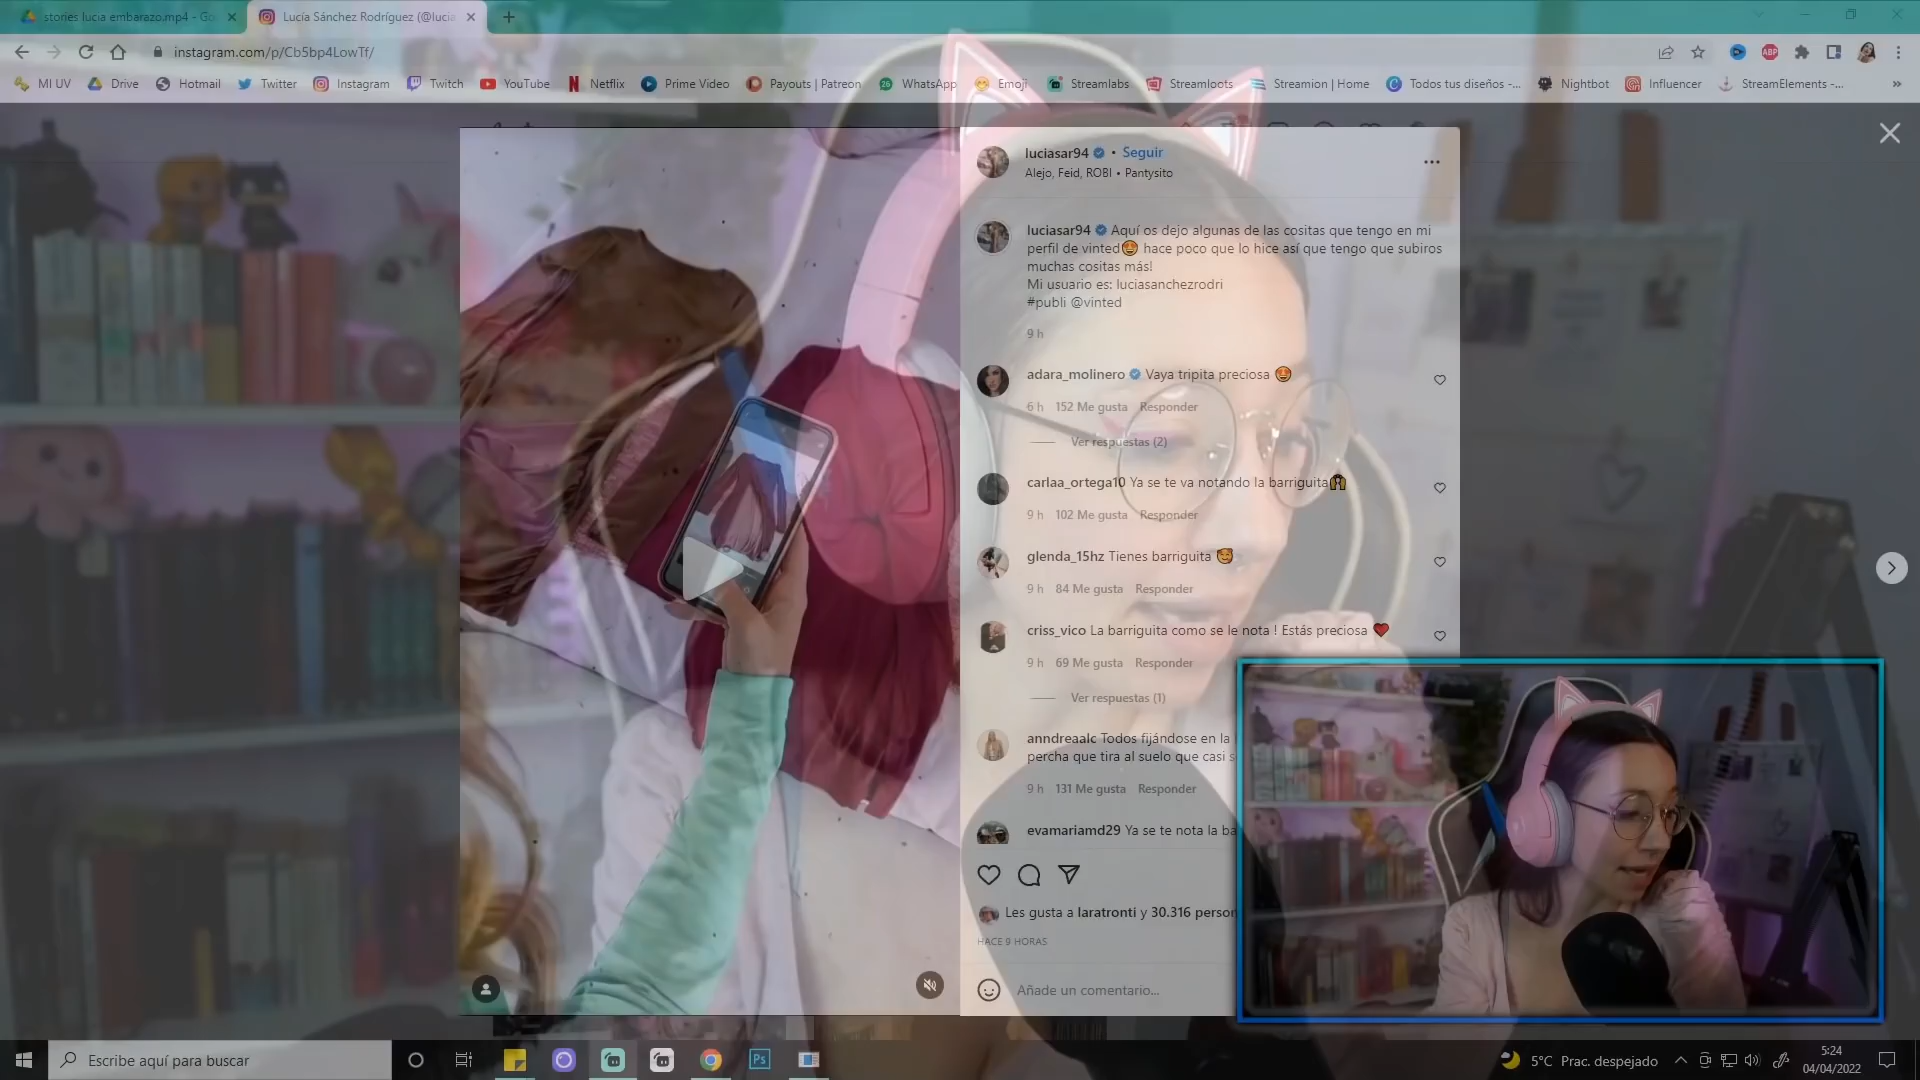 stories lucia embarazo.mp4 - Go
Lucía Sánchez Rodríguez (@lucia
instagram.com/p/Cb5bp4LowTf/
MI UV
Drive
Hotmail
Twitter
Instagram
Twitch
YouTube
Netflix
Prime Video
Payouts | Patreon
WhatsApp
Emoji
Streamlabs
Streamloots
Streamion | Home
Todos tus diseños -...
Nightbot
Influencer
StreamElements -...
luciasar94 • Seguir
Alejo, Feid, ROBI • Pantysito
luciasar94 Aquí os dejo algunas de las cositas que tengo en mi
perfil de vinted😍 hace poco que lo hice así que tengo que subiros
muchas cositas más!
Mi usuario es: luciasanchezrodri
#publi @vinted
9 h
adara_molinero Vaya tripita preciosa 😍
6 h 152 Me gusta Responder
Ver respuestas (2)
carlaa_ortega10 Ya se te va notando la barriguita
9 h 102 Me gusta Responder
glenda_15hz Tienes barriguita 🥰
9 h 84 Me gusta Responder
criss_vico La barriguita como se le nota ! Estás preciosa ❤️
9 h 69 Me gusta Responder
Ver respuestas (1)
anndreaalc Todos fijándose en la
percha que tira al suelo que casi
9 h 131 Me gusta Responder
evamariamd29 Ya se te nota la ba
Les gusta a laratronti y 30.316 person
HACE 9 HORAS
Añade un comentario...
Escribe aquí para buscar
Ps
5°C Prac. despejado
5:24
04/04/2022